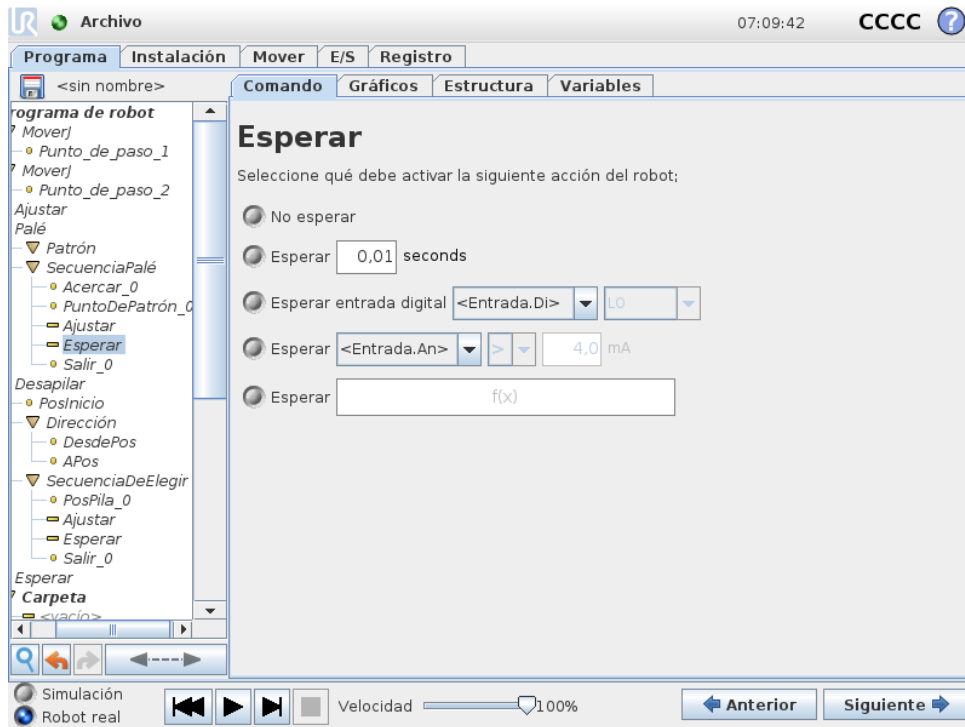 UR Archivo 07:09:42 CCCC ?
Programa Instalación Mover E/S Registro
<sin nombre> Comando Gráficos Estructura Variables
rograma de robot
MoverJ
Punto_de_paso_1
MoverJ
Punto_de_paso_2
Ajustar
Palé
Patrón
SecuenciaPalé
Acercar_0
PuntoDePatrón_0
Ajustar
Esperar
Salir_0
Desapilar
PosInicio
Dirección
DesdePos
APos
SecuenciaDeElegir
PosPila_0
Ajustar
Esperar
Salir_0
Esperar
Carpeta
<vacío>
Esperar
Seleccione qué debe activar la siguiente acción del robot;
No esperar
Esperar 0,01 seconds
Esperar entrada digital <Entrada.Di> LO
Esperar <Entrada.An> > 4,0 mA
Esperar f(x)
Simulación
Robot real
Velocidad 100%
Anterior Siguiente